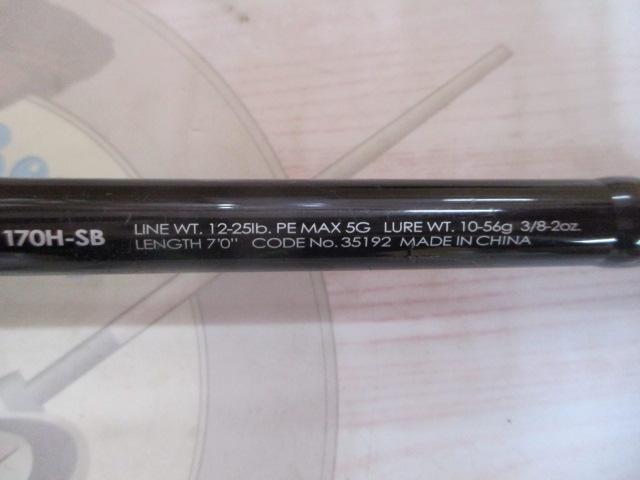 170H-SB LINE WT. 12-25lb. PE MAX 5G LURE WT. 10-56g 3/8-2oz.
LENGTH 7'0" CODE No. 35192 MADE IN CHINA